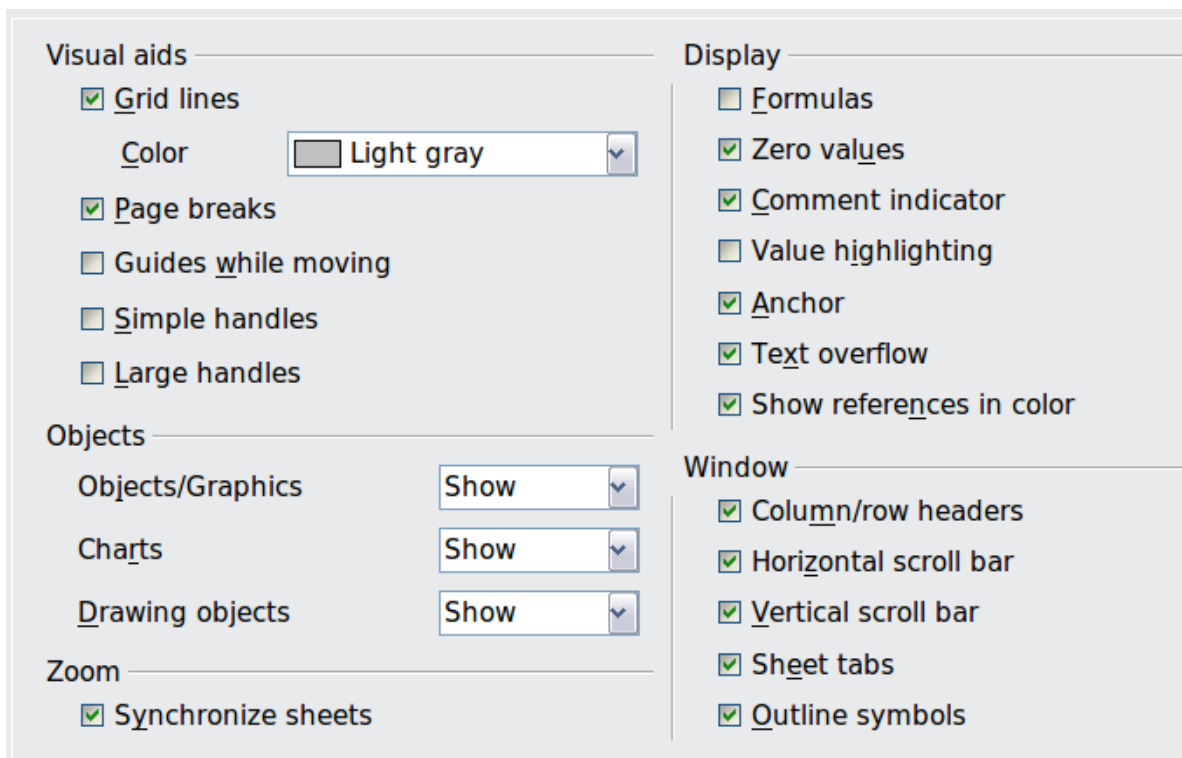 Visual aids
Grid lines
Color Light gray
Page breaks
Guides while moving
Simple handles
Large handles
Objects
Objects/Graphics Show
Charts Show
Drawing objects Show
Zoom
Synchronize sheets
Display
Formulas
Zero values
Comment indicator
Value highlighting
Anchor
Text overflow
Show references in color
Window
Column/row headers
Horizontal scroll bar
Vertical scroll bar
Sheet tabs
Outline symbols